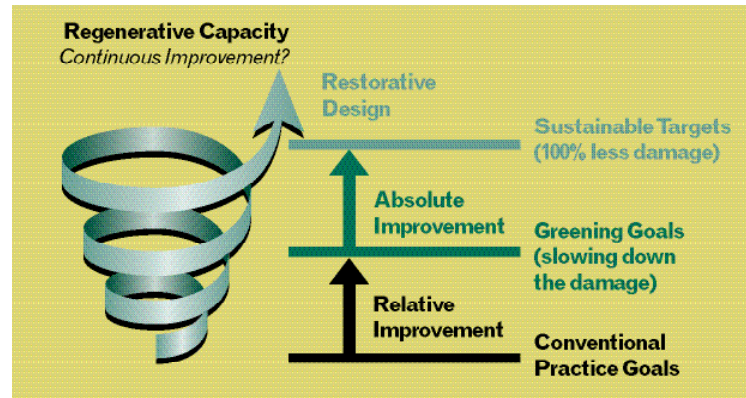 Regenerative Capacity
Continuous Improvement?
Restorative
Design
Sustainable Targets
(100% less damage)
Absolute
Improvement
Greening Goals
(slowing down
the damage)
Relative
Improvement
Conventional
Practice Goals